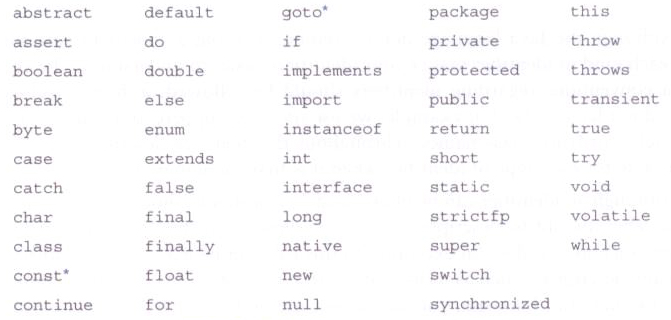 abstract default goto* package this
assert do if private throw
boolean double implements protected throws
break else import public transient
byte enum instanceof return true
case extends int short try
catch false interface static void
char final long strictfp volatile
class finally native super while
const* float new switch
continue for null synchronized